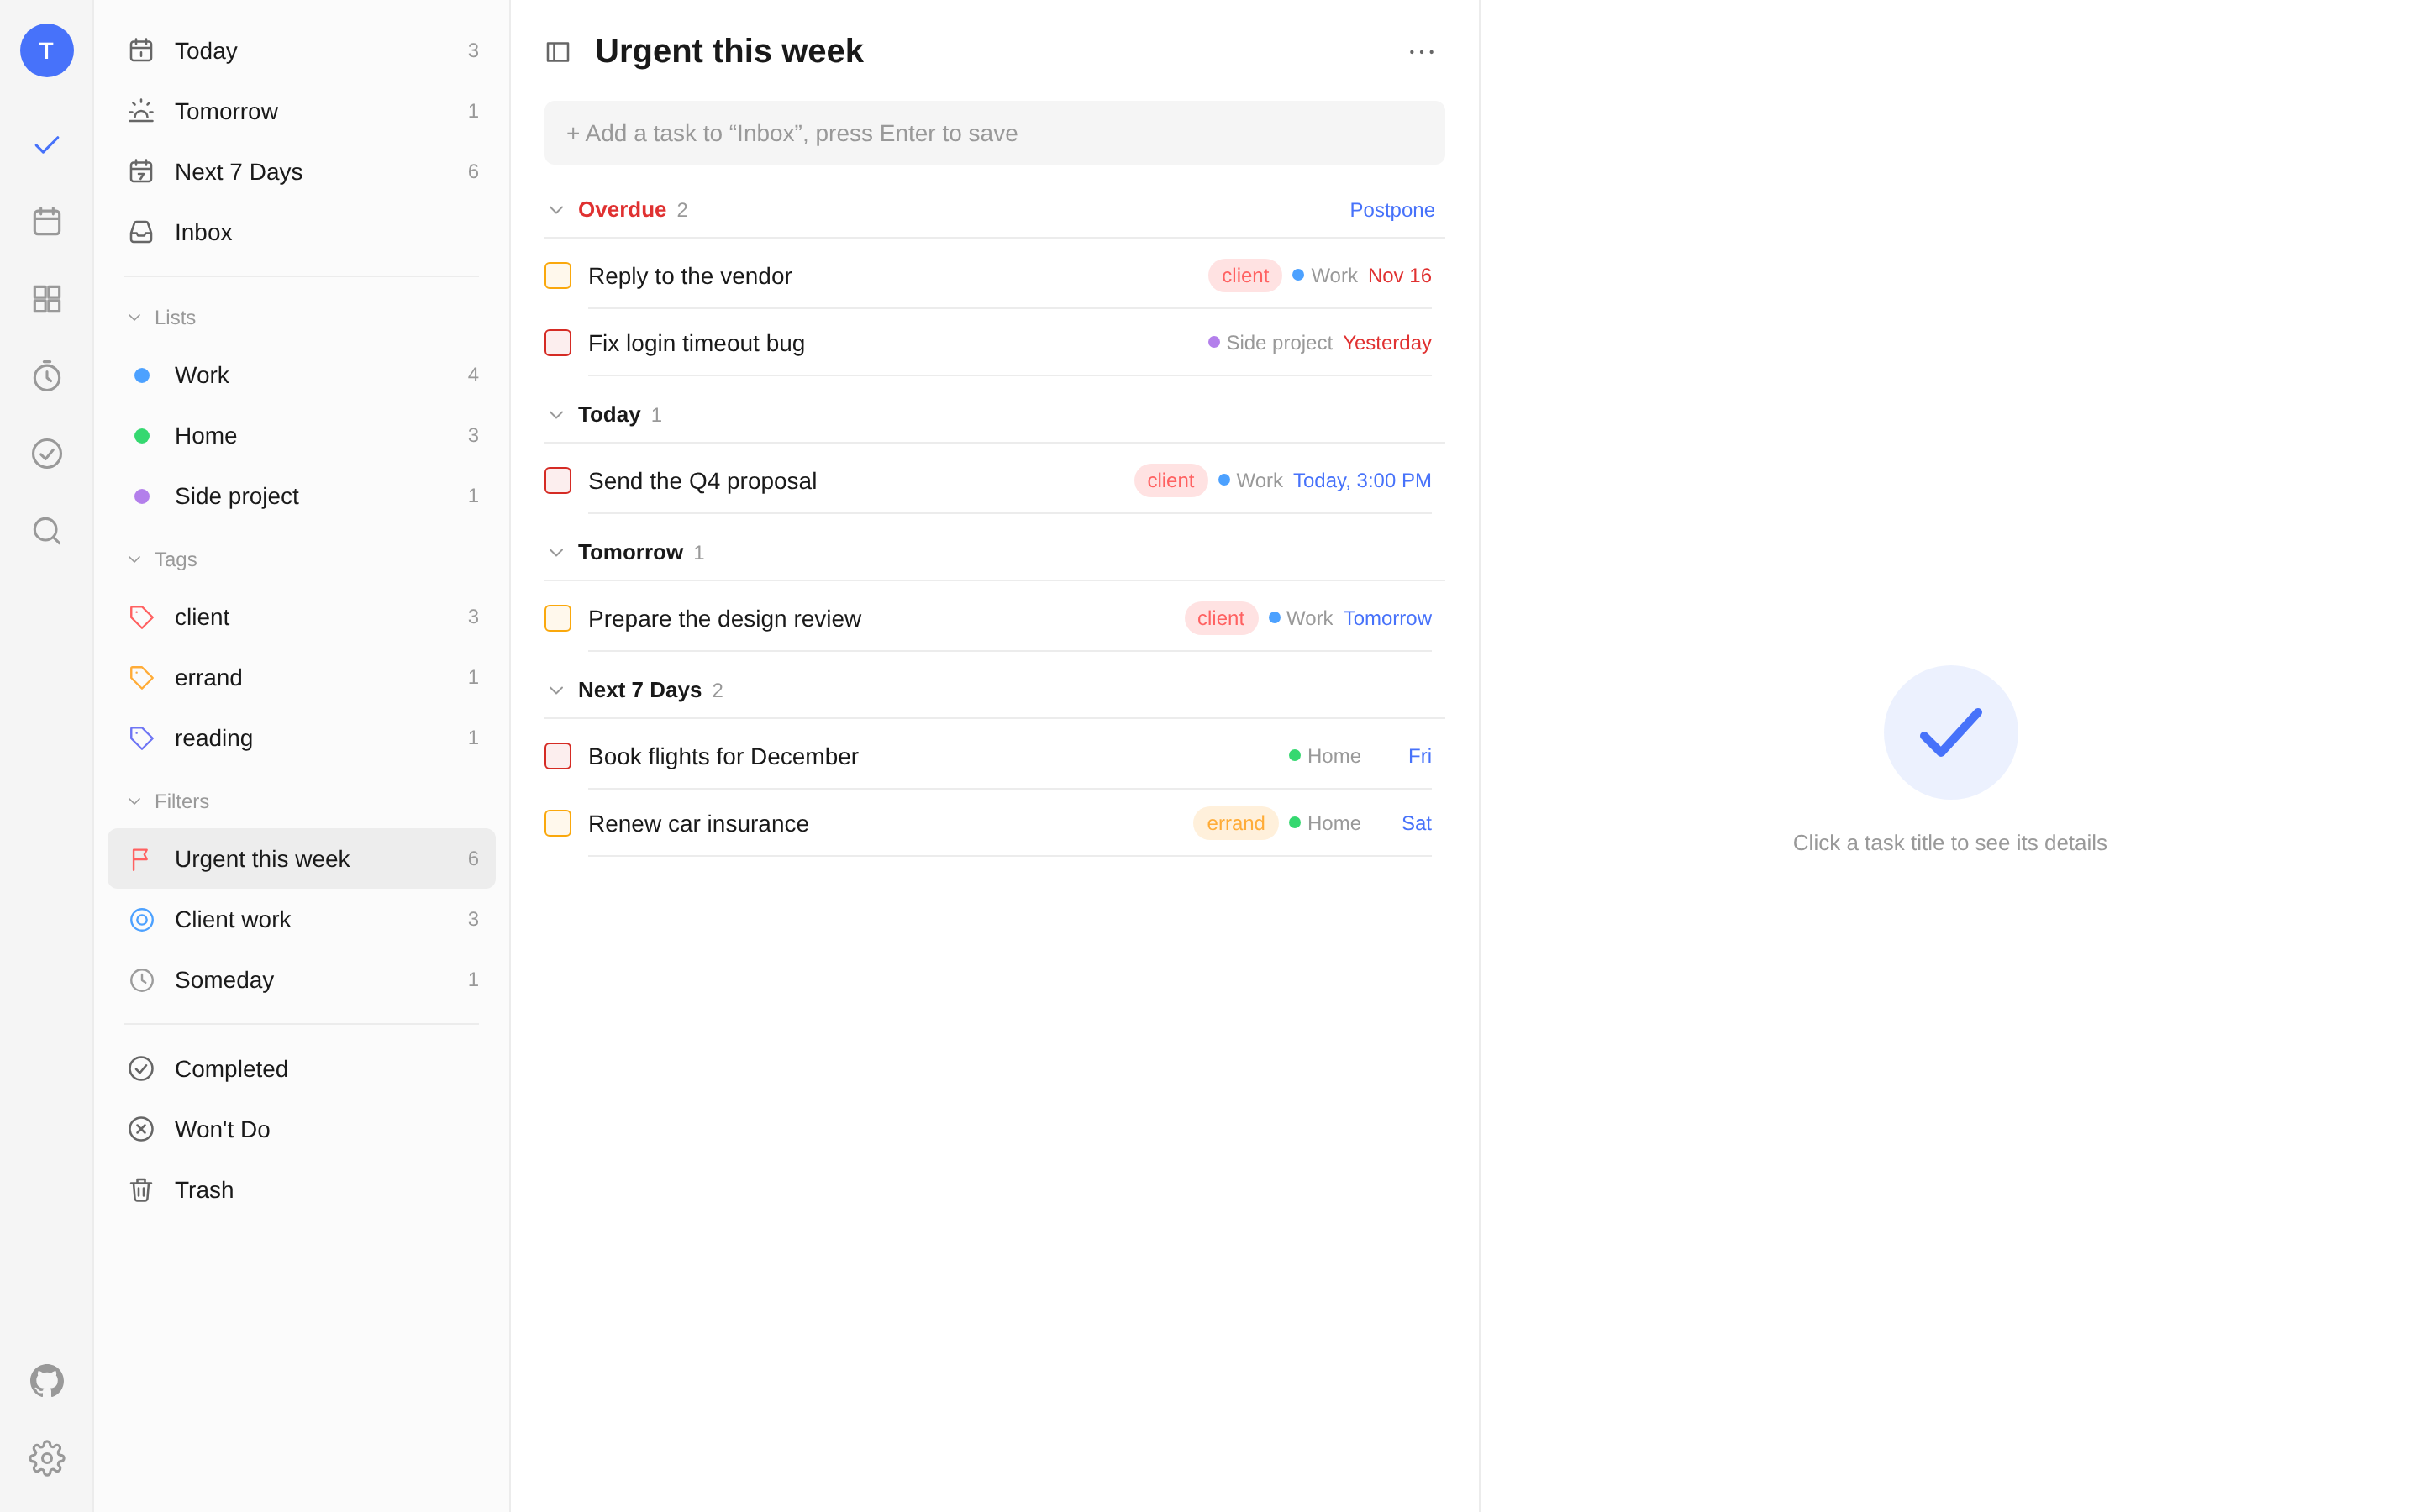 T
Today 3
Tomorrow 1
Next 7 Days 6
Inbox
Lists
Work 4
Home 3
Side project 1
Tags
client 3
errand 1
reading 1
Filters
Urgent this week 6
Client work 3
Someday 1
Completed
Won't Do
Trash
Urgent this week
+ Add a task to “Inbox”, press Enter to save
Overdue 2 Postpone
Reply to the vendor client Work Nov 16
Fix login timeout bug Side project Yesterday
Today 1
Send the Q4 proposal client Work Today, 3:00 PM
Tomorrow 1
Prepare the design review client Work Tomorrow
Next 7 Days 2
Book flights for December Home Fri
Renew car insurance errand Home Sat
Click a task title to see its details